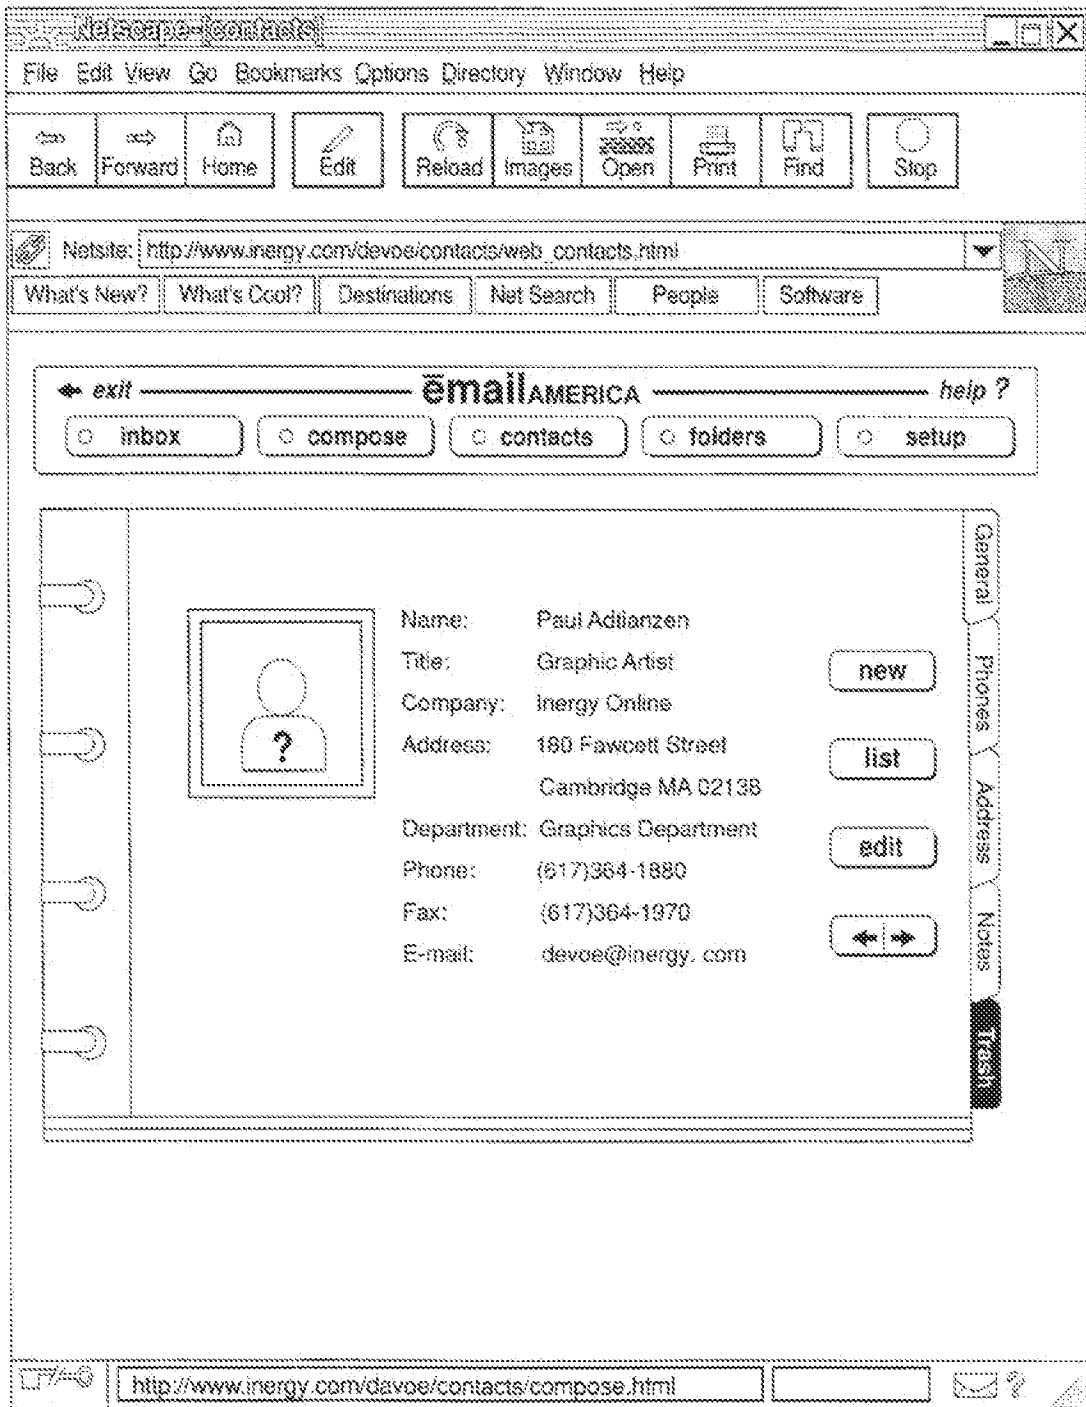 Netscape-[contacts]
File Edit View Go Bookmarks Options Directory Window Help
Back Forward Home Edit Reload Images Open Print Find Stop
Netsite: http://www.inergy.com/devoe/contacts/web_contacts.html
N
What's New? What's Cool? Destinations Net Search People Software
exit ēmailAMERICA help ?
inbox compose contacts folders setup
General
Phones
Address
Notes
Trash
?
Name: Paul Adtianzen
Title: Graphic Artist
Company: Inergy Online
Address: 180 Fawcett Street
Cambridge MA 02138
Department: Graphics Department
Phone: (617)364-1880
Fax: (617)364-1970
E-mail: devoe@inergy. com
new
list
edit
http://www.inergy.com/davoe/contacts/compose.html
?